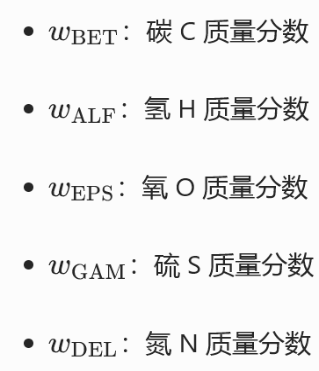 • w_BET：碳 C 质量分数
• w_ALF：氢 H 质量分数
• w_EPS：氧 O 质量分数
• w_GAM：硫 S 质量分数
• w_DEL：氮 N 质量分数